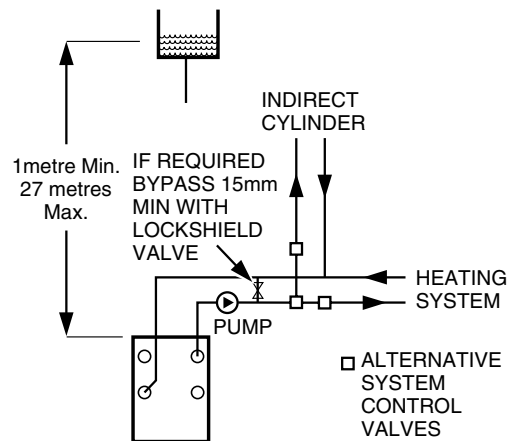 INDIRECT
CYLINDER
1metre Min.
27 metres
Max.
IF REQUIRED
BYPASS 15mm
MIN WITH
LOCKSHIELD
VALVE
HEATING
SYSTEM
PUMP
ALTERNATIVE
SYSTEM
CONTROL
VALVES